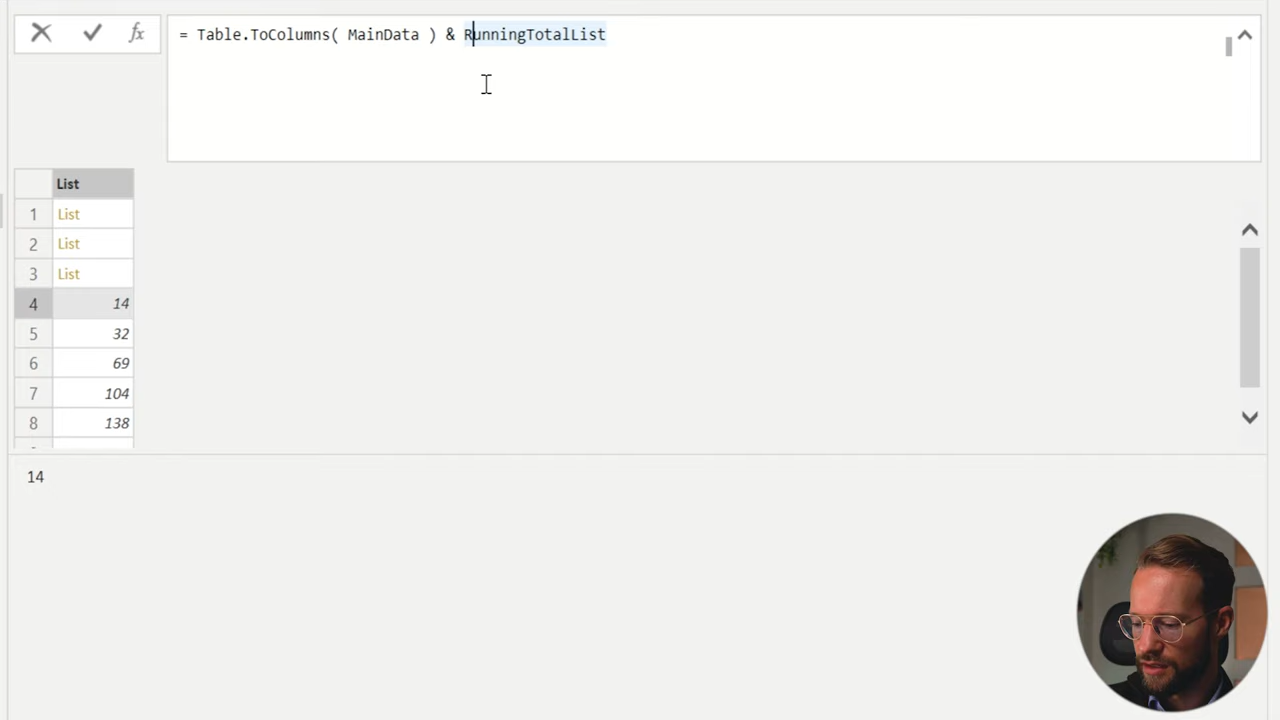 fx
= Table.ToColumns( MainData ) & RunningTotalList
List
1 List
2 List
3 List
4 14
5 32
6 69
7 104
8 138
14